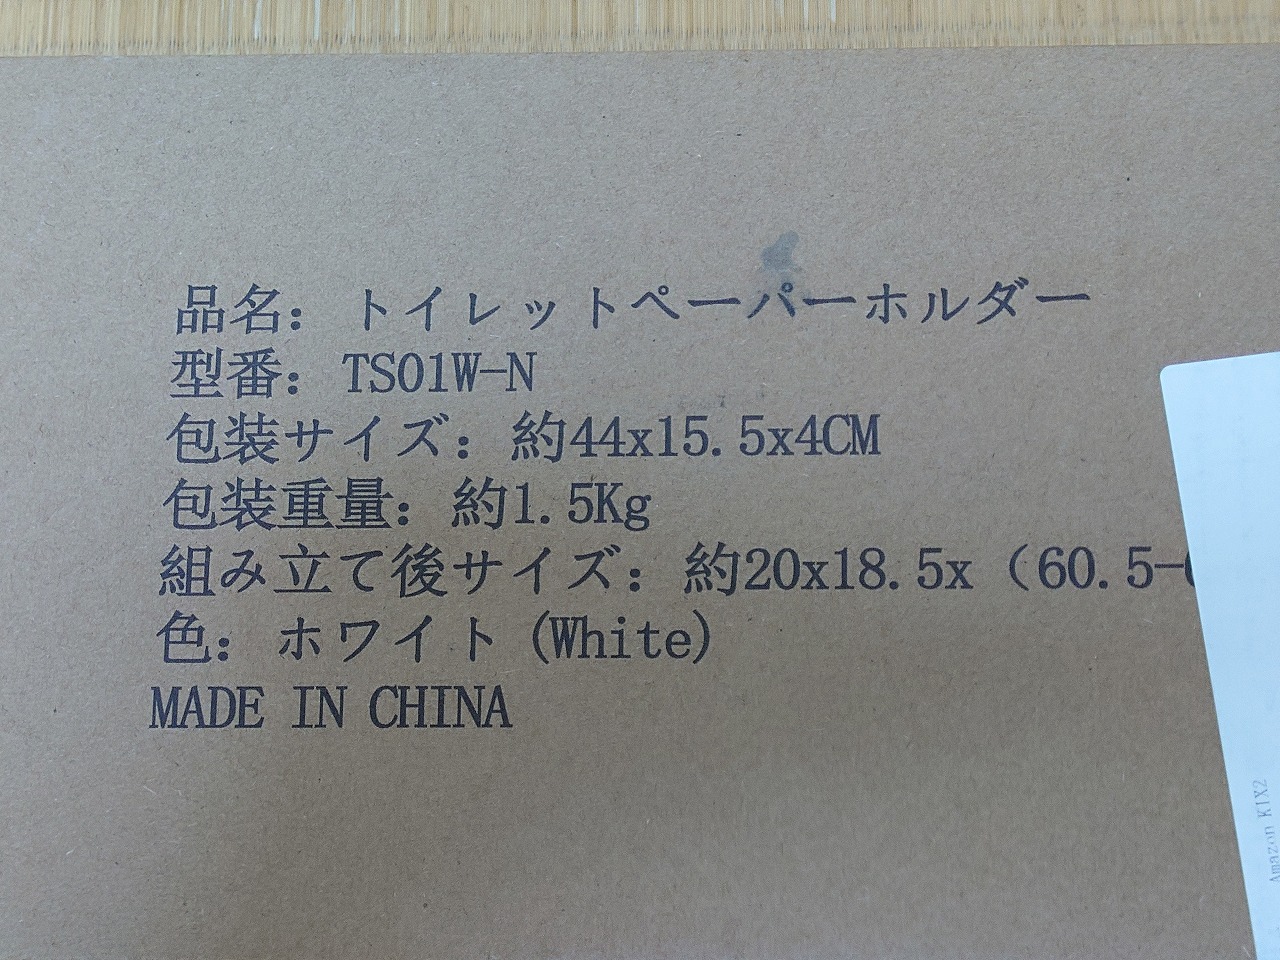 品名：トイレットペーパーホルダー
型番：TS01W-N
包装サイズ：約44x15.5x4CM
包装重量：約1.5Kg
組み立て後サイズ：約20x18.5x（60.5-
色：ホワイト(White)
MADE IN CHINA
Amazon KIX2